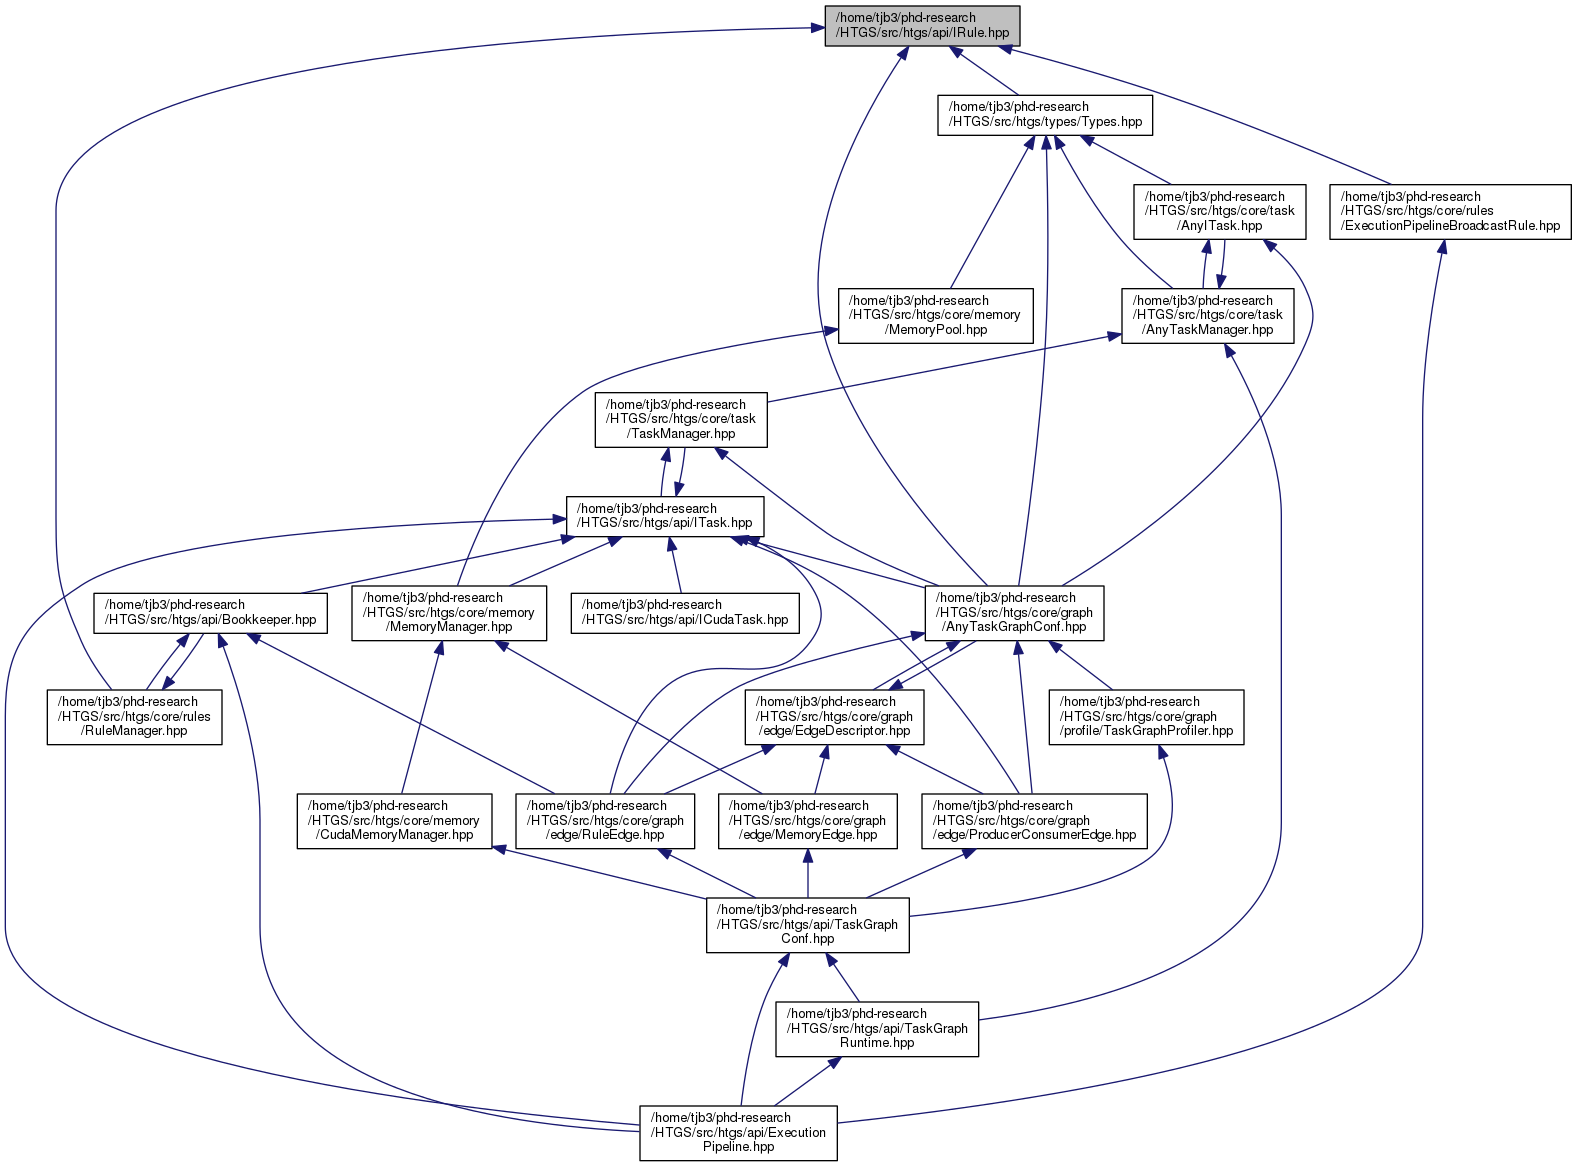 /home/tjb3/phd-research
/HTGS/src/htgs/api/IRule.hpp
/home/tjb3/phd-research
/HTGS/src/htgs/types/Types.hpp
/home/tjb3/phd-research
/HTGS/src/htgs/core/task
/AnyITask.hpp
/home/tjb3/phd-research
/HTGS/src/htgs/core/rules
/ExecutionPipelineBroadcastRule.hpp
/home/tjb3/phd-research
/HTGS/src/htgs/core/memory
/MemoryPool.hpp
/home/tjb3/phd-research
/HTGS/src/htgs/core/task
/AnyTaskManager.hpp
/home/tjb3/phd-research
/HTGS/src/htgs/core/task
/TaskManager.hpp
/home/tjb3/phd-research
/HTGS/src/htgs/api/ITask.hpp
/home/tjb3/phd-research
/HTGS/src/htgs/api/Bookkeeper.hpp
/home/tjb3/phd-research
/HTGS/src/htgs/core/memory
/MemoryManager.hpp
/home/tjb3/phd-research
/HTGS/src/htgs/api/ICudaTask.hpp
/home/tjb3/phd-research
/HTGS/src/htgs/core/graph
/AnyTaskGraphConf.hpp
/home/tjb3/phd-research
/HTGS/src/htgs/core/rules
/RuleManager.hpp
/home/tjb3/phd-research
/HTGS/src/htgs/core/graph
/edge/EdgeDescriptor.hpp
/home/tjb3/phd-research
/HTGS/src/htgs/core/graph
/profile/TaskGraphProfiler.hpp
/home/tjb3/phd-research
/HTGS/src/htgs/core/memory
/CudaMemoryManager.hpp
/home/tjb3/phd-research
/HTGS/src/htgs/core/graph
/edge/RuleEdge.hpp
/home/tjb3/phd-research
/HTGS/src/htgs/core/graph
/edge/MemoryEdge.hpp
/home/tjb3/phd-research
/HTGS/src/htgs/core/graph
/edge/ProducerConsumerEdge.hpp
/home/tjb3/phd-research
/HTGS/src/htgs/api/TaskGraph
Conf.hpp
/home/tjb3/phd-research
/HTGS/src/htgs/api/TaskGraph
Runtime.hpp
/home/tjb3/phd-research
/HTGS/src/htgs/api/Execution
Pipeline.hpp